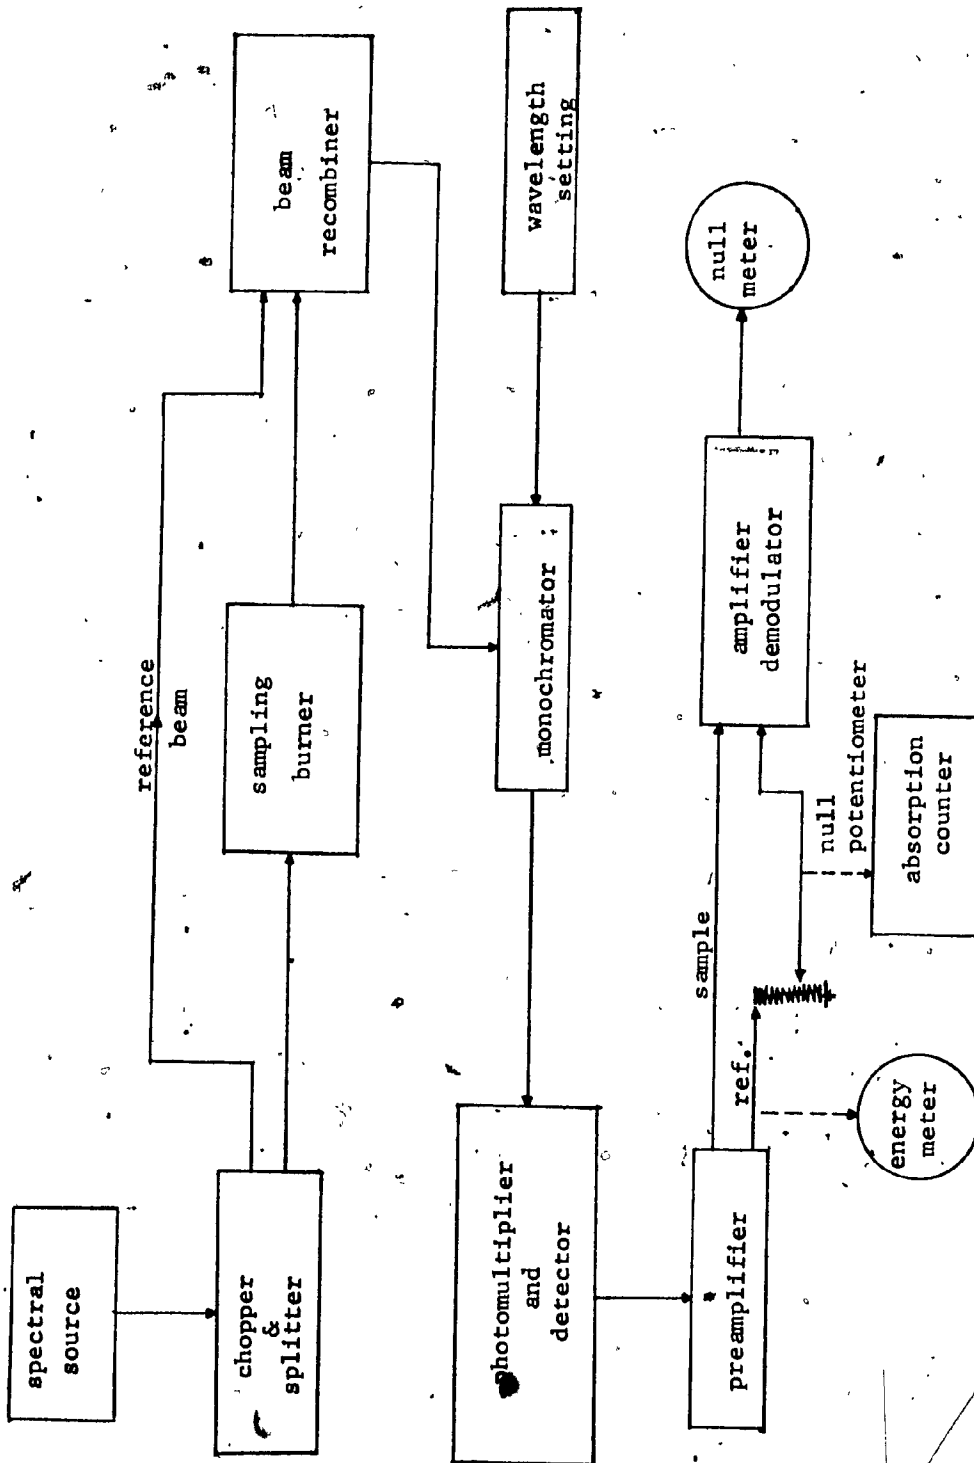 spectral
source
chopper
&
splitter
reference
beam
sampling
burner
beam
recombiner
wavelength
setting
monochromator
photomultiplier
and
detector
preamplifier
sample
ref.
energy
meter
null
potentiometer
absorption
counter
amplifier
demodulator
null
meter